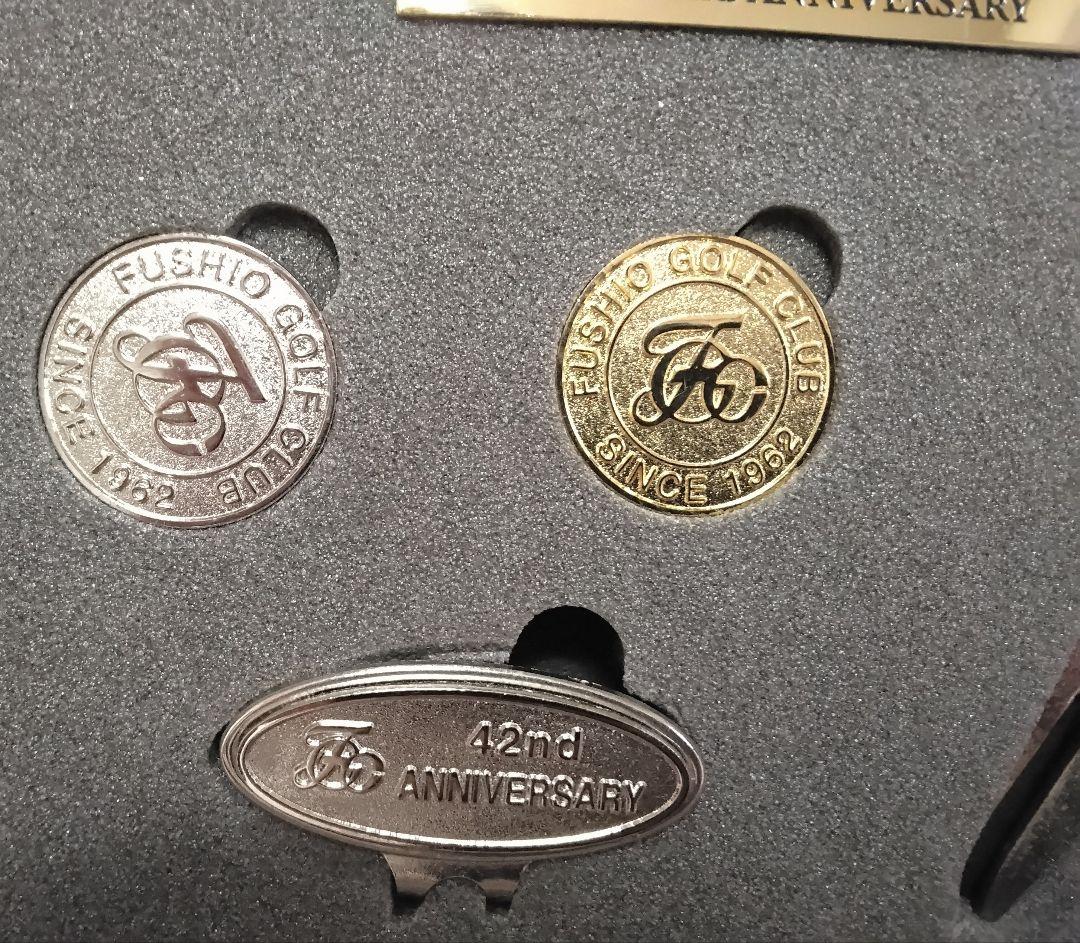 ANNIVERSARY
FUSHIO GOLF CLUB
SINCE 1962
FUSHIO GOLF CLUB
SINCE 1962
42nd
ANNIVERSARY